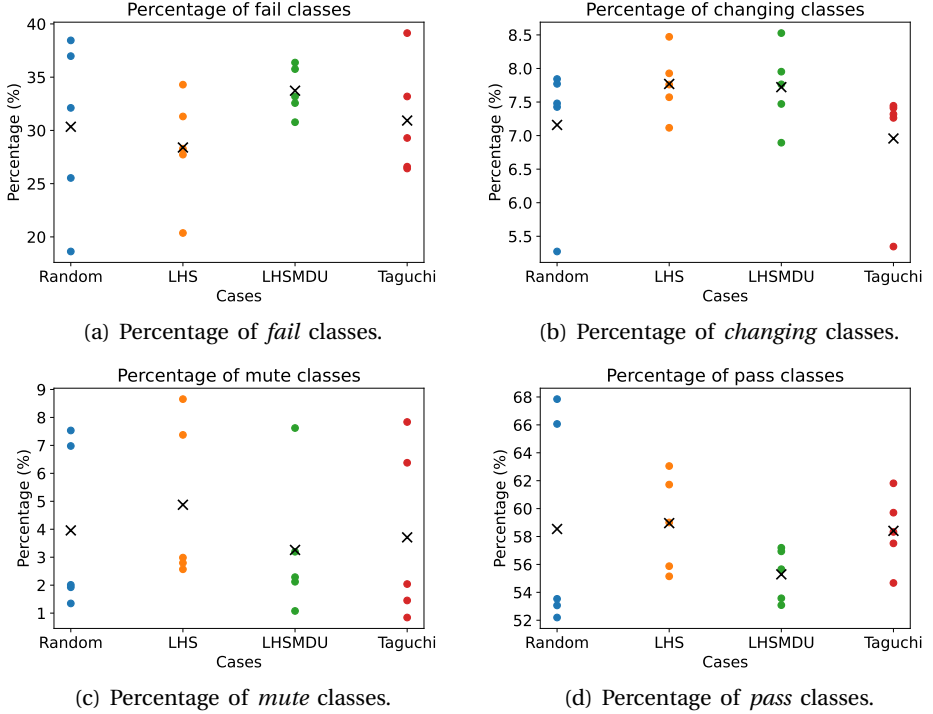 Percentage of fail classes
40
35
30
25
20
Percentage (%)
Random LHS LHSMDU Taguchi
Cases
(a) Percentage of fail classes.
Percentage of changing classes
8.5
8.0
7.5
7.0
6.5
6.0
5.5
Percentage (%)
Random LHS LHSMDU Taguchi
Cases
(b) Percentage of changing classes.
Percentage of mute classes
9
8
7
6
5
4
3
2
1
Percentage (%)
Random LHS LHSMDU Taguchi
Cases
(c) Percentage of mute classes.
Percentage of pass classes
68
66
64
62
60
58
56
54
52
Percentage (%)
Random LHS LHSMDU Taguchi
Cases
(d) Percentage of pass classes.